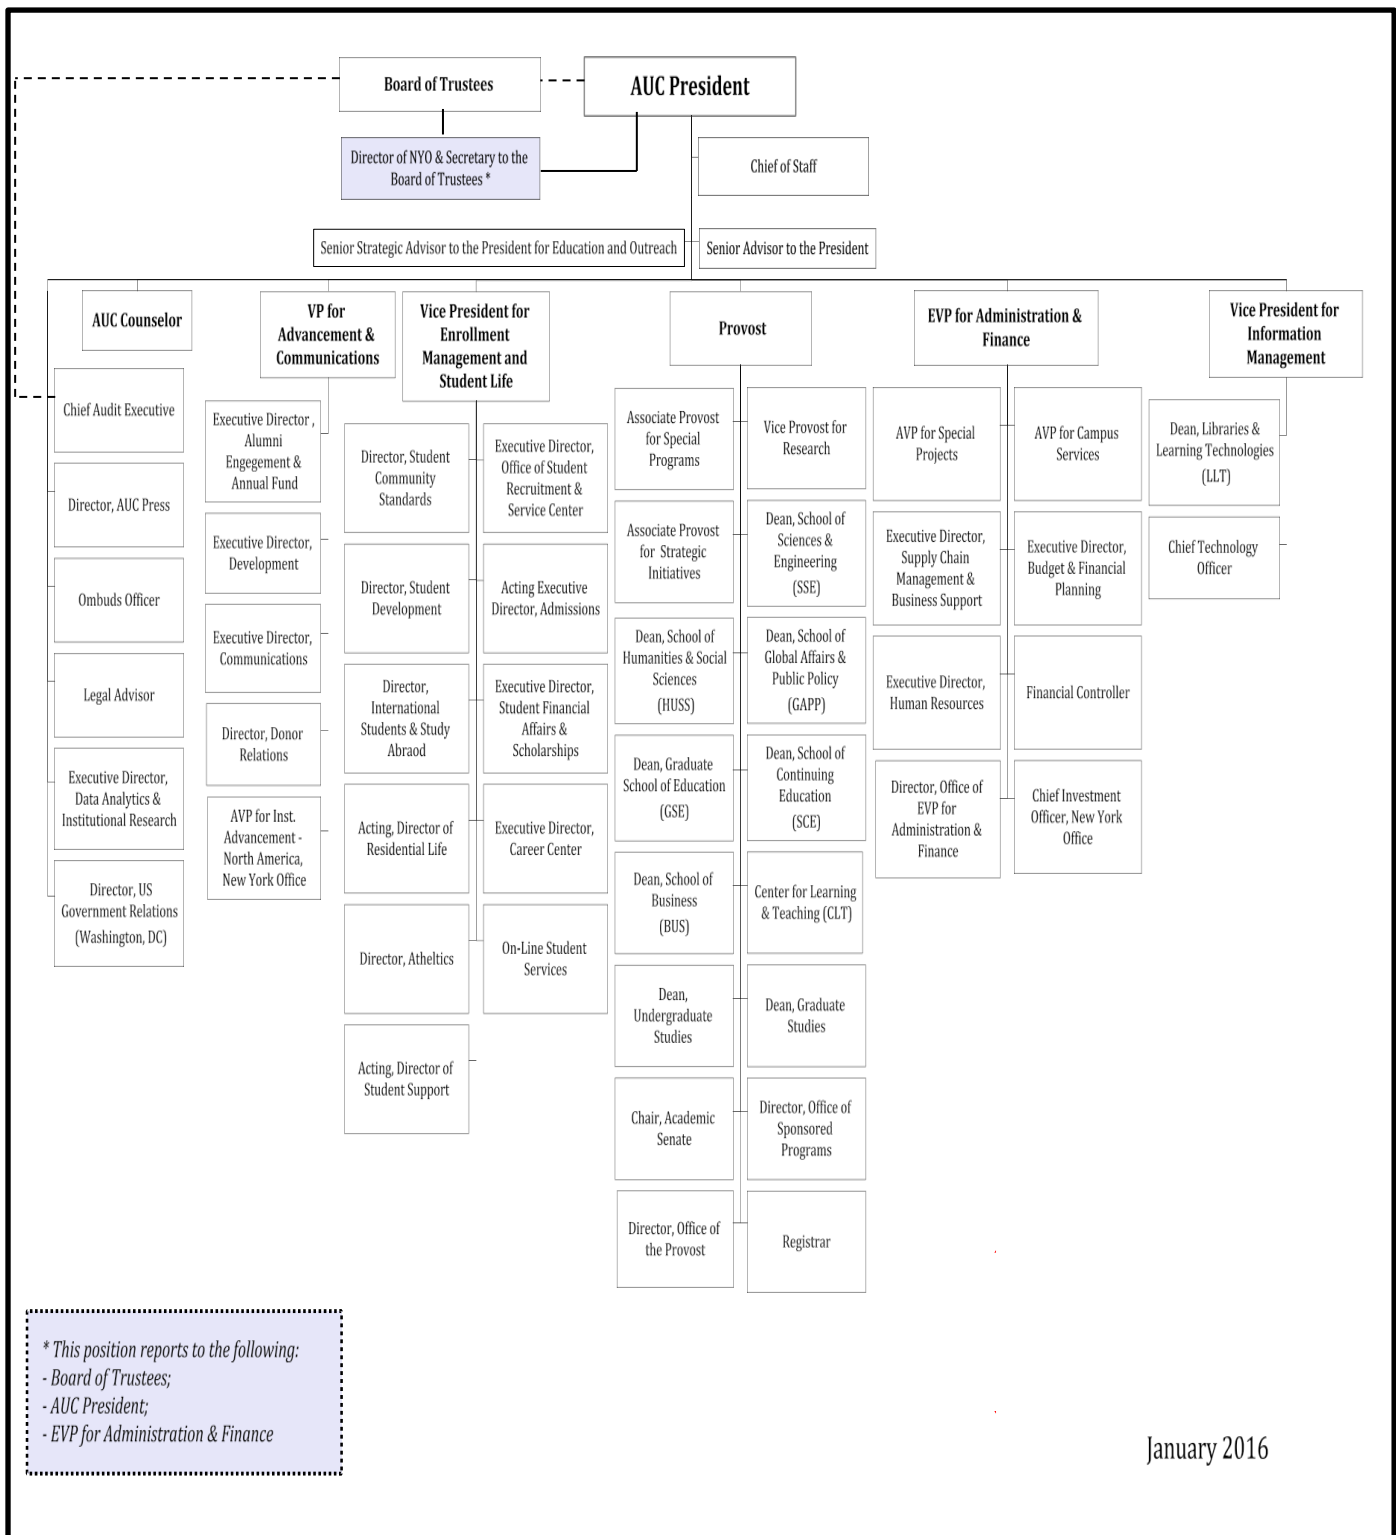 Board of Trustees
AUC President
Director of NYO & Secretary to the
Board of Trustees *
Chief of Staff
Senior Strategic Advisor to the President for Education and Outreach
Senior Advisor to the President
AUC Counselor
Chief Audit Executive
Director, AUC Press
Ombuds Officer
Legal Advisor
Executive Director,
Data Analytics &
Institutional Research
Director, US
Government Relations
(Washington, DC)
VP for
Advancement &
Communications
Executive Director ,
Alumni
Engegement &
Annual Fund
Executive Director,
Development
Executive Director,
Communications
Director, Donor
Relations
AVP for Inst.
Advancement -
North America,
New York Office
Vice President for
Enrollment
Management and
Student Life
Director, Student
Community
Standards
Executive Director,
Office of Student
Recruitment &
Service Center
Director, Student
Development
Acting Executive
Director, Admissions
Director,
International
Students & Study
Abraod
Executive Director,
Student Financial
Affairs &
Scholarships
Acting, Director of
Residential Life
Executive Director,
Career Center
Director, Atheltics
On-Line Student
Services
Acting, Director of
Student Support
Provost
Associate Provost
for Special
Programs
Vice Provost for
Research
Associate Provost
for Strategic
Initiatives
Dean, School of
Sciences &
Engineering
(SSE)
Dean, School of
Humanities & Social
Sciences
(HUSS)
Dean, School of
Global Affairs &
Public Policy
(GAPP)
Dean, Graduate
School of Education
(GSE)
Dean, School of
Continuing
Education
(SCE)
Dean, School of
Business
(BUS)
Center for Learning
& Teaching (CLT)
Dean,
Undergraduate
Studies
Dean, Graduate
Studies
Chair, Academic
Senate
Director, Office of
Sponsored
Programs
Director, Office of
the Provost
Registrar
EVP for Administration &
Finance
AVP for Special
Projects
AVP for Campus
Services
Executive Director,
Supply Chain
Management &
Business Support
Executive Director,
Budget & Financial
Planning
Executive Director,
Human Resources
Financial Controller
Director, Office of
EVP for
Administration &
Finance
Chief Investment
Officer, New York
Office
Vice President for
Information
Management
Dean, Libraries &
Learning Technologies
(LLT)
Chief Technology
Officer
* This position reports to the following:
- Board of Trustees;
- AUC President;
- EVP for Administration & Finance
January 2016